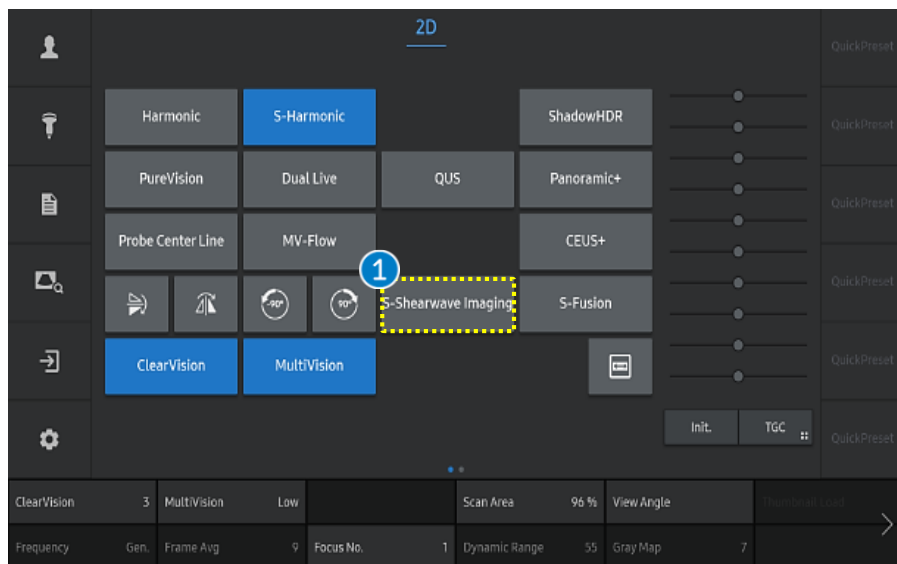 2D
QuickPreset
Harmonic
S-Harmonic
ShadowHDR
QuickPreset
PureVision
Dual Live
QUS
Panoramic+
QuickPreset
Probe Center Line
MV-Flow
CEUS+
1
-90°
90°
S-Shearwave Imaging
S-Fusion
QuickPreset
ClearVision
MultiVision
QuickPreset
Init.
TGC
QuickPreset
ClearVision 3 MultiVision Low Scan Area 96 % View Angle Thumbnail Load
Frequency Gen. Frame Avg 9 Focus No. 1 Dynamic Range 55 Gray Map 7